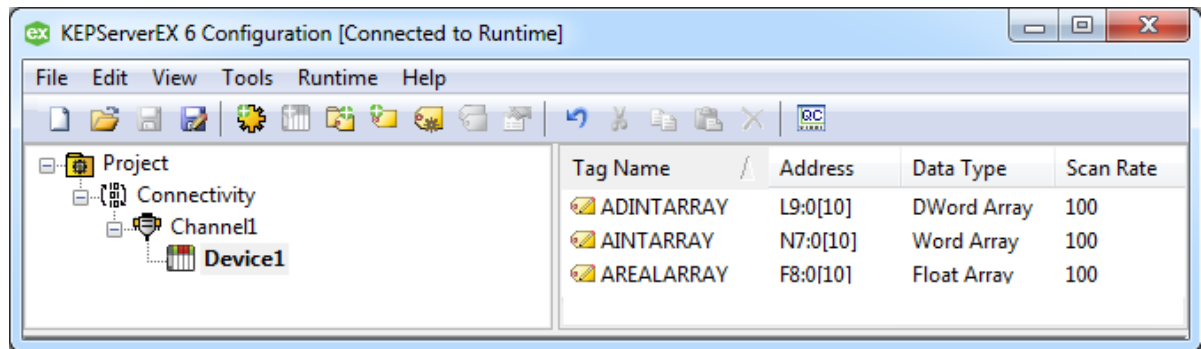 ex KEPServerEX 6 Configuration [Connected to Runtime]
File Edit View Tools Runtime Help
QC
Project
Connectivity
Channel1
Device1
Tag Name Address Data Type Scan Rate
ADINTARRAY L9:0[10] DWord Array 100
AINTARRAY N7:0[10] Word Array 100
AREALARRAY F8:0[10] Float Array 100